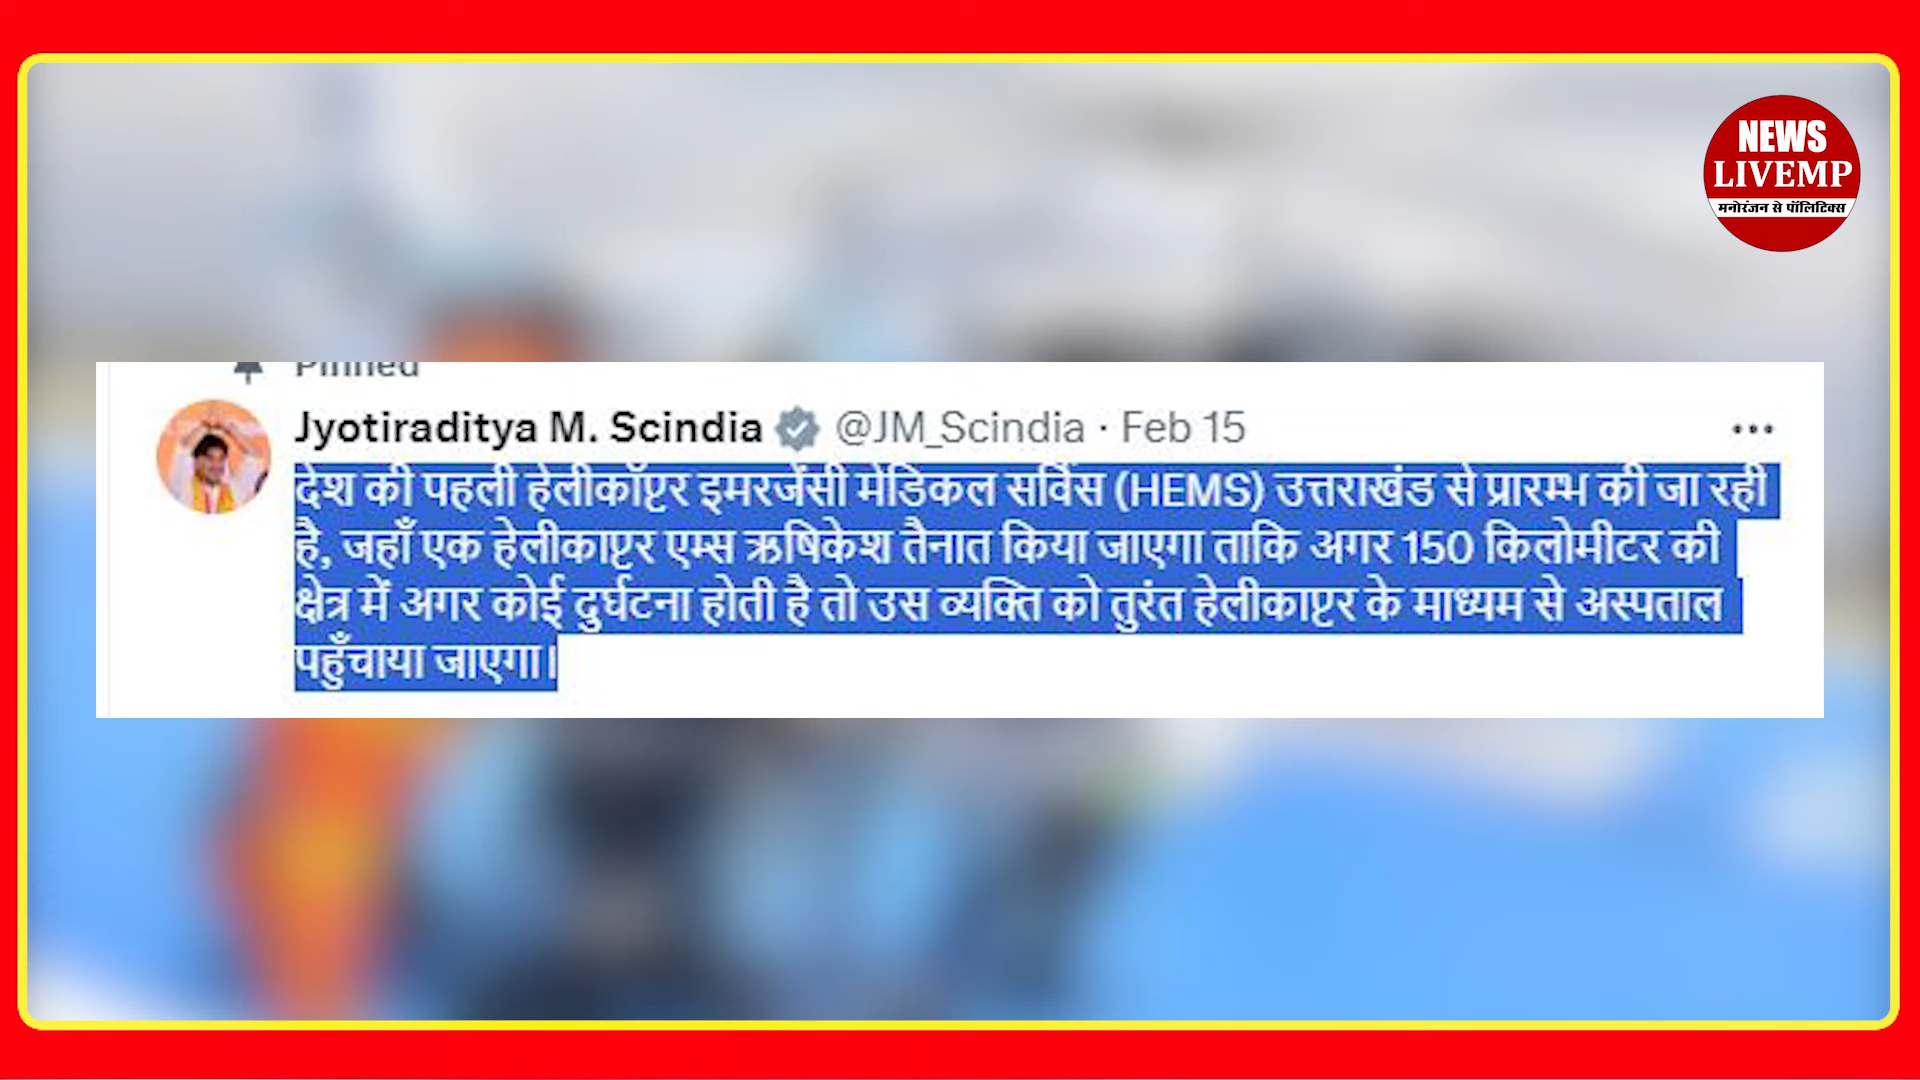 NEWS
LIVEMP
मनोरंजन से पॉलिटिक्स
Pinned
Jyotiraditya M. Scindia @JM_Scindia · Feb 15
देश की पहली हेलीकॉप्टर इमरजेंसी मेडिकल सर्विस (HEMS) उत्तराखंड से प्रारम्भ की जा रही
है, जहाँ एक हेलीकाप्टर एम्स ऋषिकेश तैनात किया जाएगा ताकि अगर 150 किलोमीटर की
क्षेत्र में अगर कोई दुर्घटना होती है तो उस व्यक्ति को तुरंत हेलीकाप्टर के माध्यम से अस्पताल
पहुँचाया जाएगा।